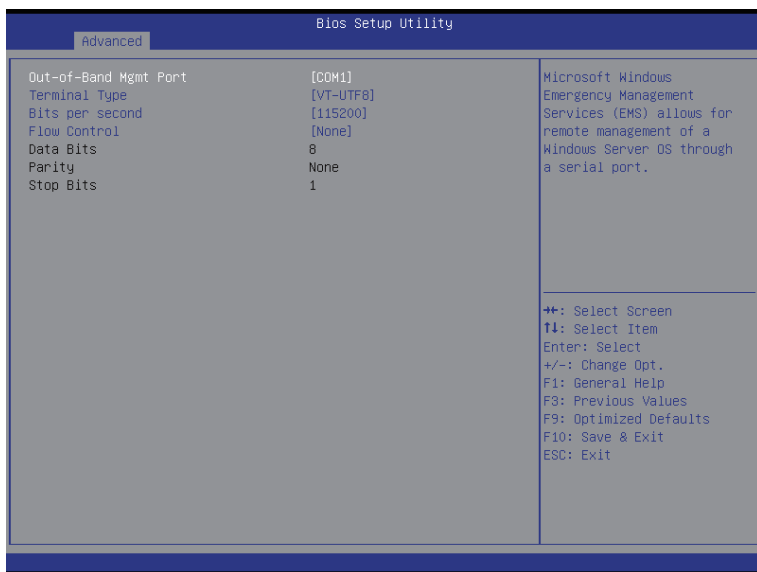 Bios Setup Utility
Advanced
Out-of-Band Mgmt Port [COM1]
Terminal Type [VT-UTF8]
Bits per second [115200]
Flow Control [None]
Data Bits 8
Parity None
Stop Bits 1
Microsoft Windows
Emergency Management
Services (EMS) allows for
remote management of a
Windows Server OS through
a serial port.
→←: Select Screen
↑↓: Select Item
Enter: Select
+/-: Change Opt.
F1: General Help
F3: Previous Values
F9: Optimized Defaults
F10: Save & Exit
ESC: Exit